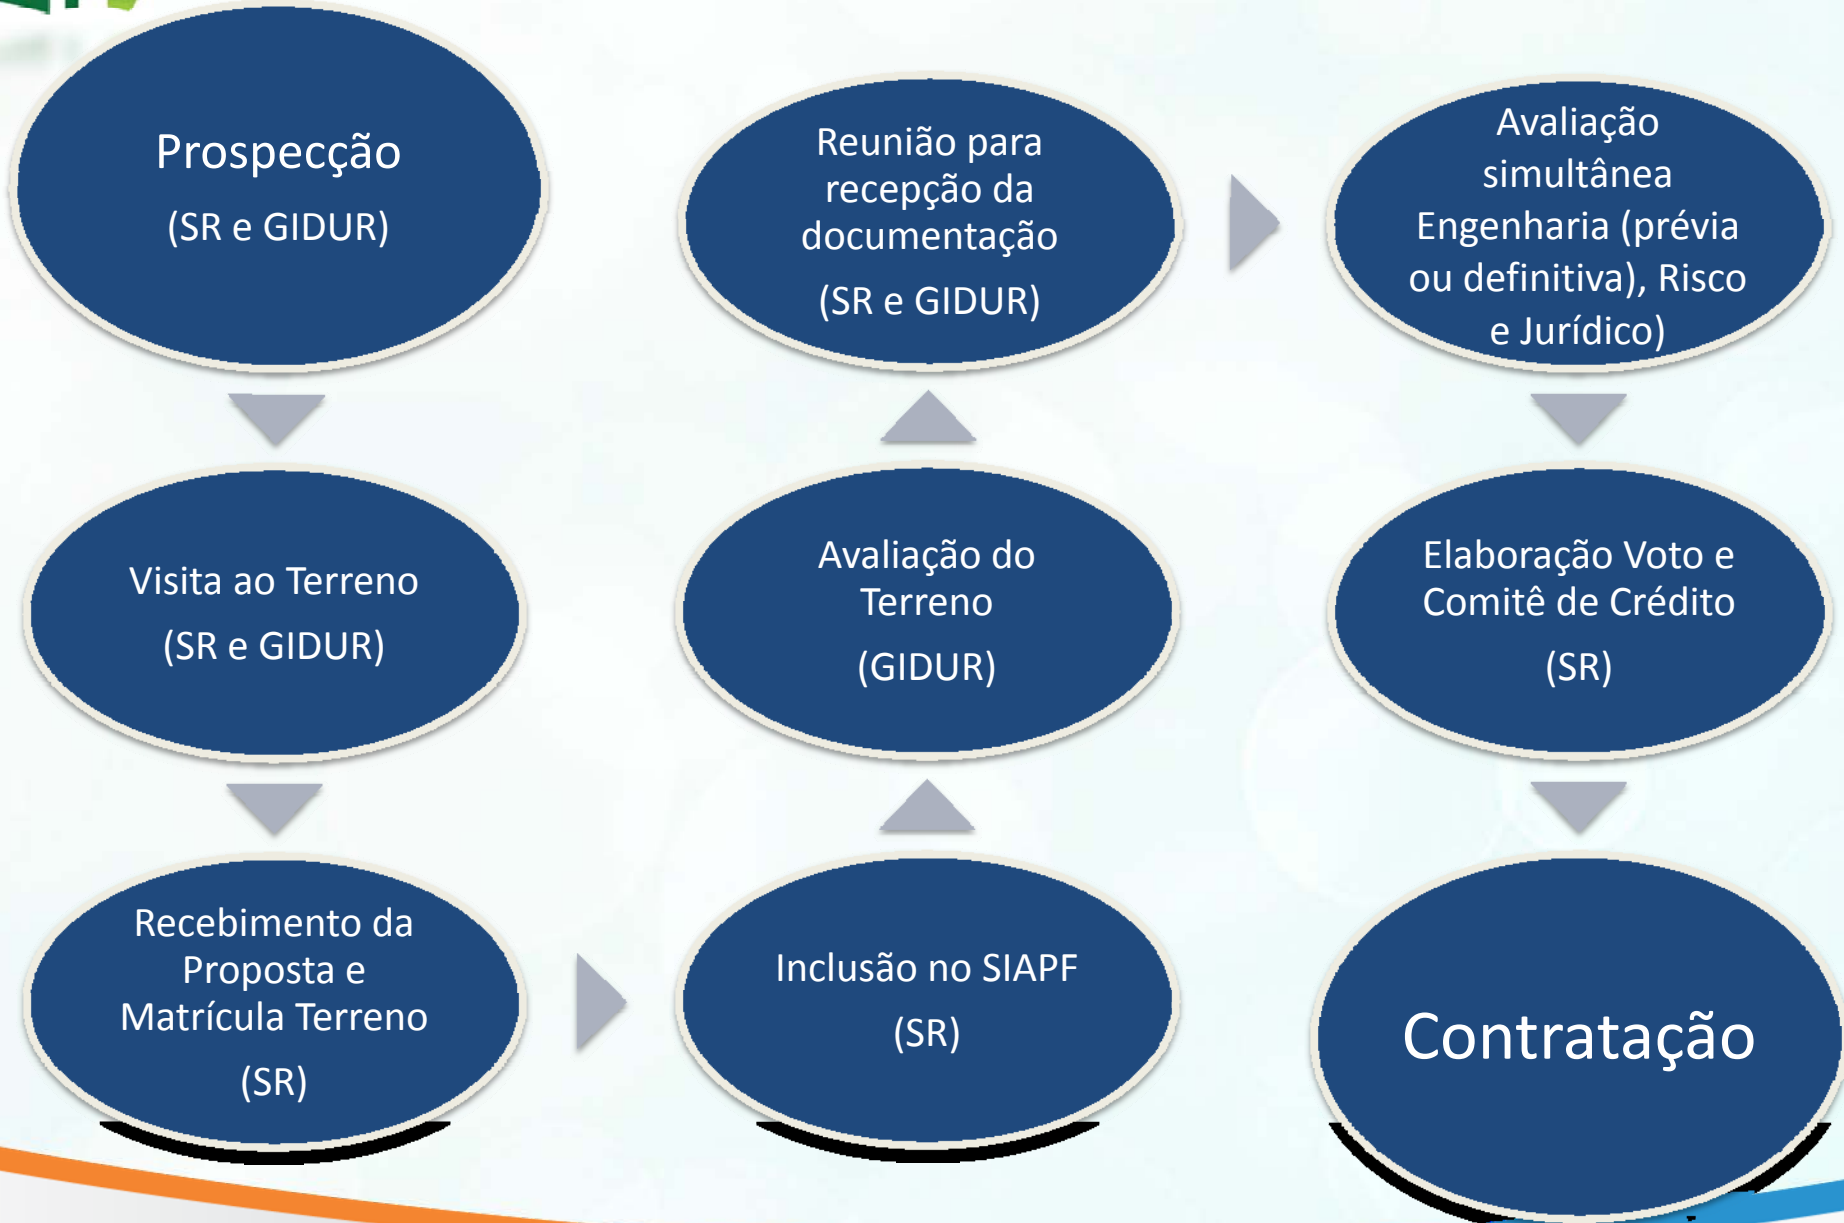 Prospecção
(SR e GIDUR)
Visita ao Terreno
(SR e GIDUR)
Recebimento da
Proposta e
Matrícula Terreno
(SR)
Inclusão no SIAPF
(SR)
Avaliação do
Terreno
(GIDUR)
Reunião para
recepção da
documentação
(SR e GIDUR)
Avaliação
simultânea
Engenharia (prévia
ou definitiva), Risco
e Jurídico)
Elaboração Voto e
Comitê de Crédito
(SR)
Contratação